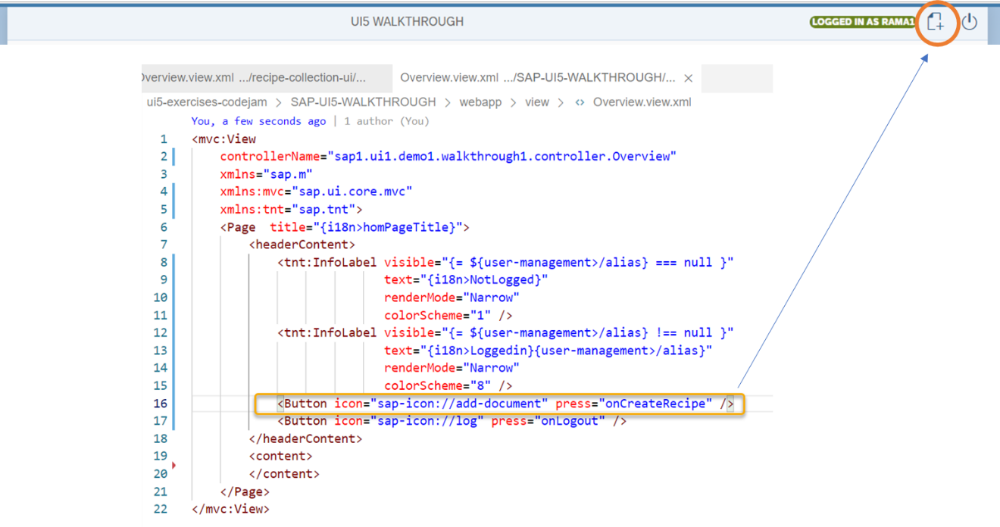 UI5 WALKTHROUGH
LOGGED IN AS RAMA1
Overview.view.xml .../recipe-collection-ui/...
Overview.view.xml .../SAP-UI5-WALKTHROUGH/... ×
ui5-exercises-codejam > SAP-UI5-WALKTHROUGH > webapp > view > <> Overview.view.xml
You, a few seconds ago | 1 author (You)
1 <mvc:View
2 controllerName="sap1.ui1.demo1.walkthrough1.controller.Overview"
3 xmlns="sap.m"
4 xmlns:mvc="sap.ui.core.mvc"
5 xmlns:tnt="sap.tnt">
6 <Page  title="{i18n>homPageTitle}">
7 <headerContent>
8 <tnt:InfoLabel visible="{= ${user-management>/alias} === null }"
9 text="{i18n>NotLogged}"
10 renderMode="Narrow"
11 colorScheme="1" />
12 <tnt:InfoLabel visible="{= ${user-management>/alias} !== null }"
13 text="{i18n>Loggedin}{user-management>/alias}"
14 renderMode="Narrow"
15 colorScheme="8" />
16 <Button icon="sap-icon://add-document" press="onCreateRecipe" />
17 <Button icon="sap-icon://log" press="onLogout" />
18 </headerContent>
19 <content>
20 </content>
21 </Page>
22 </mvc:View>